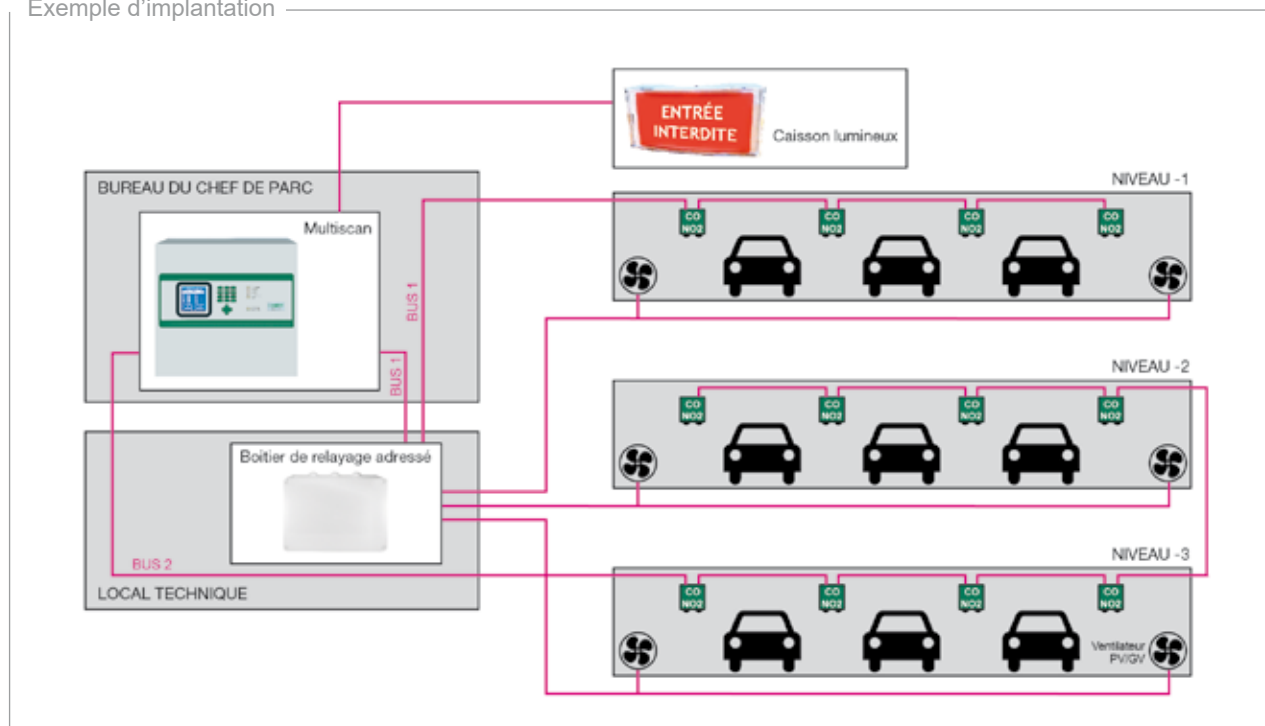 Exemple d'implantation
ENTRÉE
INTERDITE
Caisson lumineux
BUREAU DU CHEF DE PARC
Multiscan
NIVEAU -1
CO
NO2
CO
NO2
CO
NO2
CO
NO2
BUS 1
BUS 1
NIVEAU -2
CO
NO2
CO
NO2
CO
NO2
CO
NO2
Boitier de relayage adressé
BUS 2
LOCAL TECHNIQUE
NIVEAU -3
CO
NO2
CO
NO2
CO
NO2
CO
NO2
Ventilateur
PV/GV